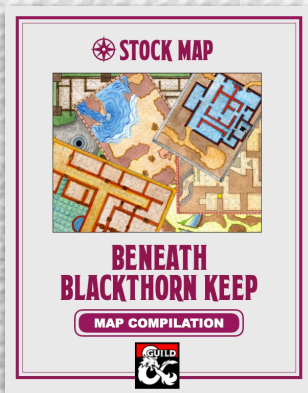 STOCK MAP
BENEATH
BLACKTHORN KEEP
MAP COMPILATION
GUILD